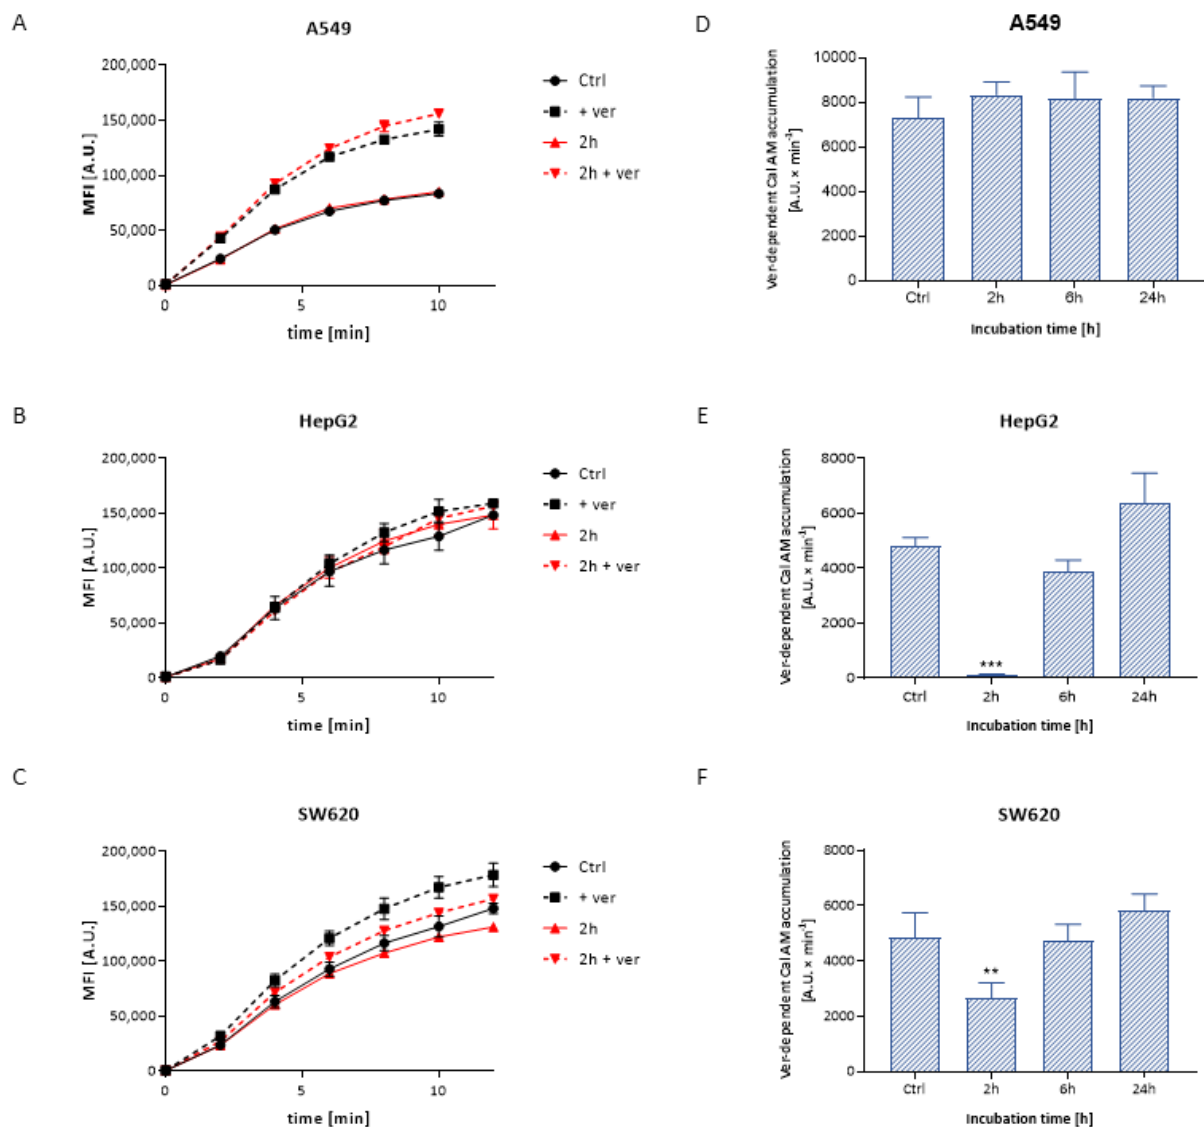 A
A549
200,000
150,000
100,000
50,000
0
MFI [A.U.]
0
5
10
time [min]
Ctrl
+ ver
2h
2h + ver
D
A549
10000
8000
6000
4000
2000
0
Ver-dependent Cal AM accumulation
[A.U. × min⁻¹]
Ctrl
2h
6h
24h
Incubation time [h]
B
HepG2
200,000
150,000
100,000
50,000
0
MFI [A.U.]
0
5
10
time [min]
Ctrl
+ ver
2h
2h + ver
E
HepG2
8000
6000
4000
2000
0
Ver-dependent Cal AM accumulation
[A.U. × min⁻¹]
***
Ctrl
2h
6h
24h
Incubation time [h]
C
SW620
200,000
150,000
100,000
50,000
0
MFI [A.U.]
0
5
10
time [min]
Ctrl
+ ver
2h
2h + ver
F
SW620
8000
6000
4000
2000
0
Ver-dependent Cal AM accumulation
[A.U. × min⁻¹]
**
Ctrl
2h
6h
24h
Incubation time [h]